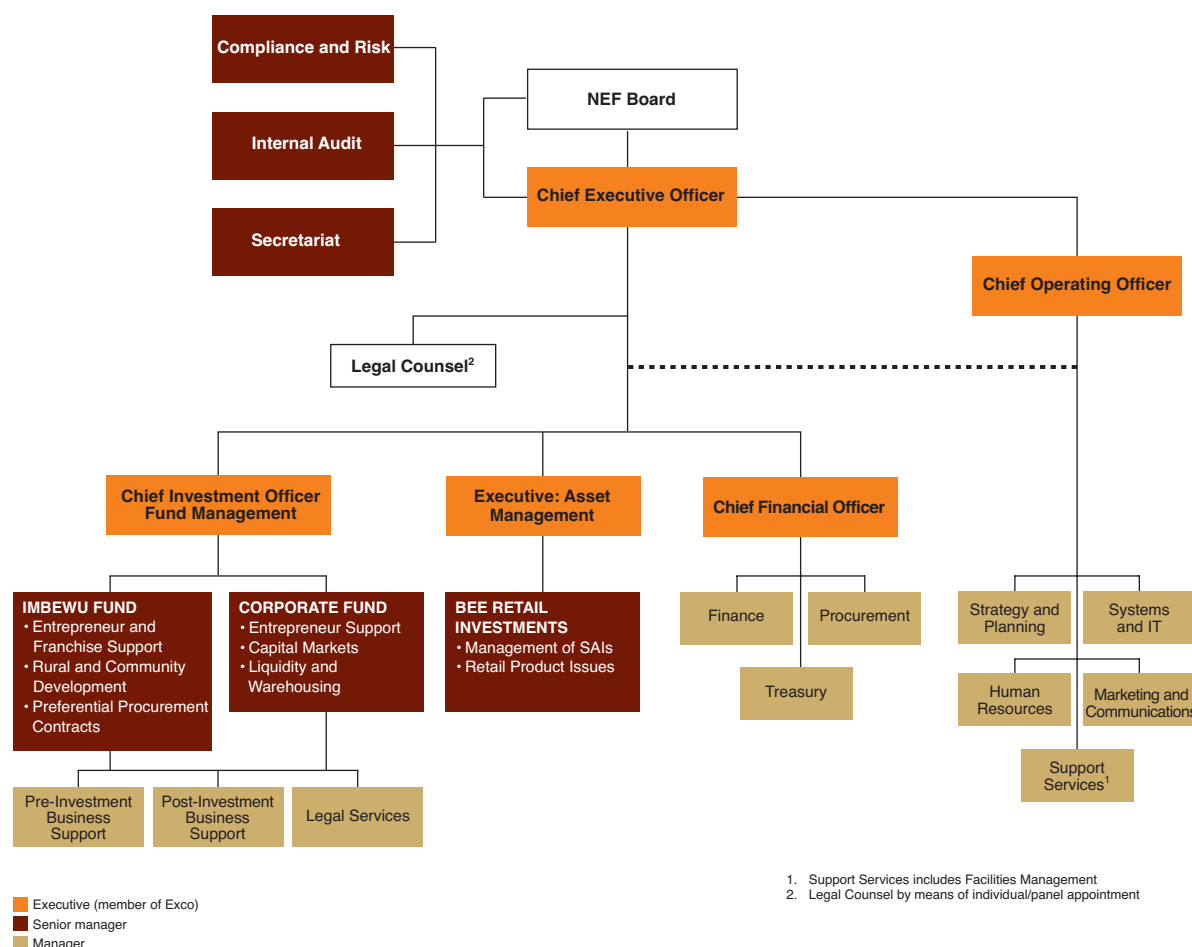 Compliance and Risk
NEF Board
Internal Audit
Chief Executive Officer
Secretariat
Chief Operating Officer
Legal Counsel²
Chief Investment Officer
Fund Management
Executive: Asset
Management
Chief Financial Officer
IMBEWU FUND
• Entrepreneur and
Franchise Support
• Rural and Community
Development
• Preferential Procurement
Contracts
CORPORATE FUND
• Entrepreneur Support
• Capital Markets
• Liquidity and
Warehousing
BEE RETAIL
INVESTMENTS
• Management of SAIs
• Retail Product Issues
Finance
Procurement
Treasury
Strategy and
Planning
Systems
and IT
Human
Resources
Marketing and
Communications
Support
Services¹
Pre-Investment
Business
Support
Post-Investment
Business
Support
Legal Services
1. Support Services includes Facilities Management
2. Legal Counsel by means of individual/panel appointment
Executive (member of Exco)
Senior manager
Manager